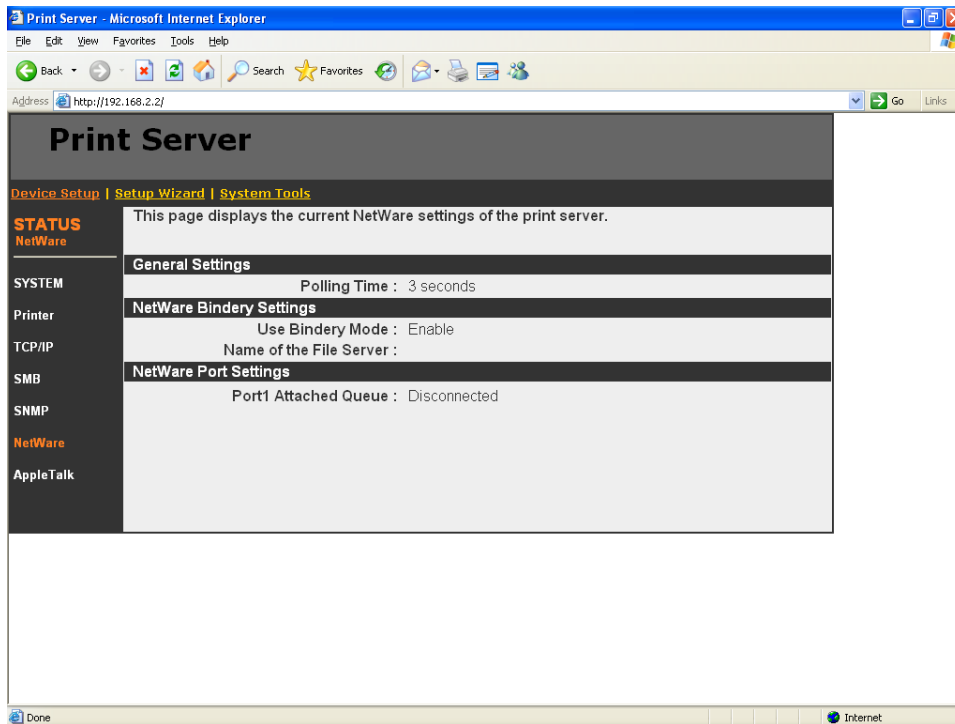 Print Server - Microsoft Internet Explorer
File Edit View Favorites Tools Help
Back Search Favorites
Address http://192.168.2.2/ Go Links
Print Server
Device Setup | Setup Wizard | System Tools
STATUS
NetWare
SYSTEM
Printer
TCP/IP
SMB
SNMP
NetWare
AppleTalk
This page displays the current NetWare settings of the print server.
General Settings
Polling Time : 3 seconds
NetWare Bindery Settings
Use Bindery Mode : Enable
Name of the File Server :
NetWare Port Settings
Port1 Attached Queue : Disconnected
Done Internet